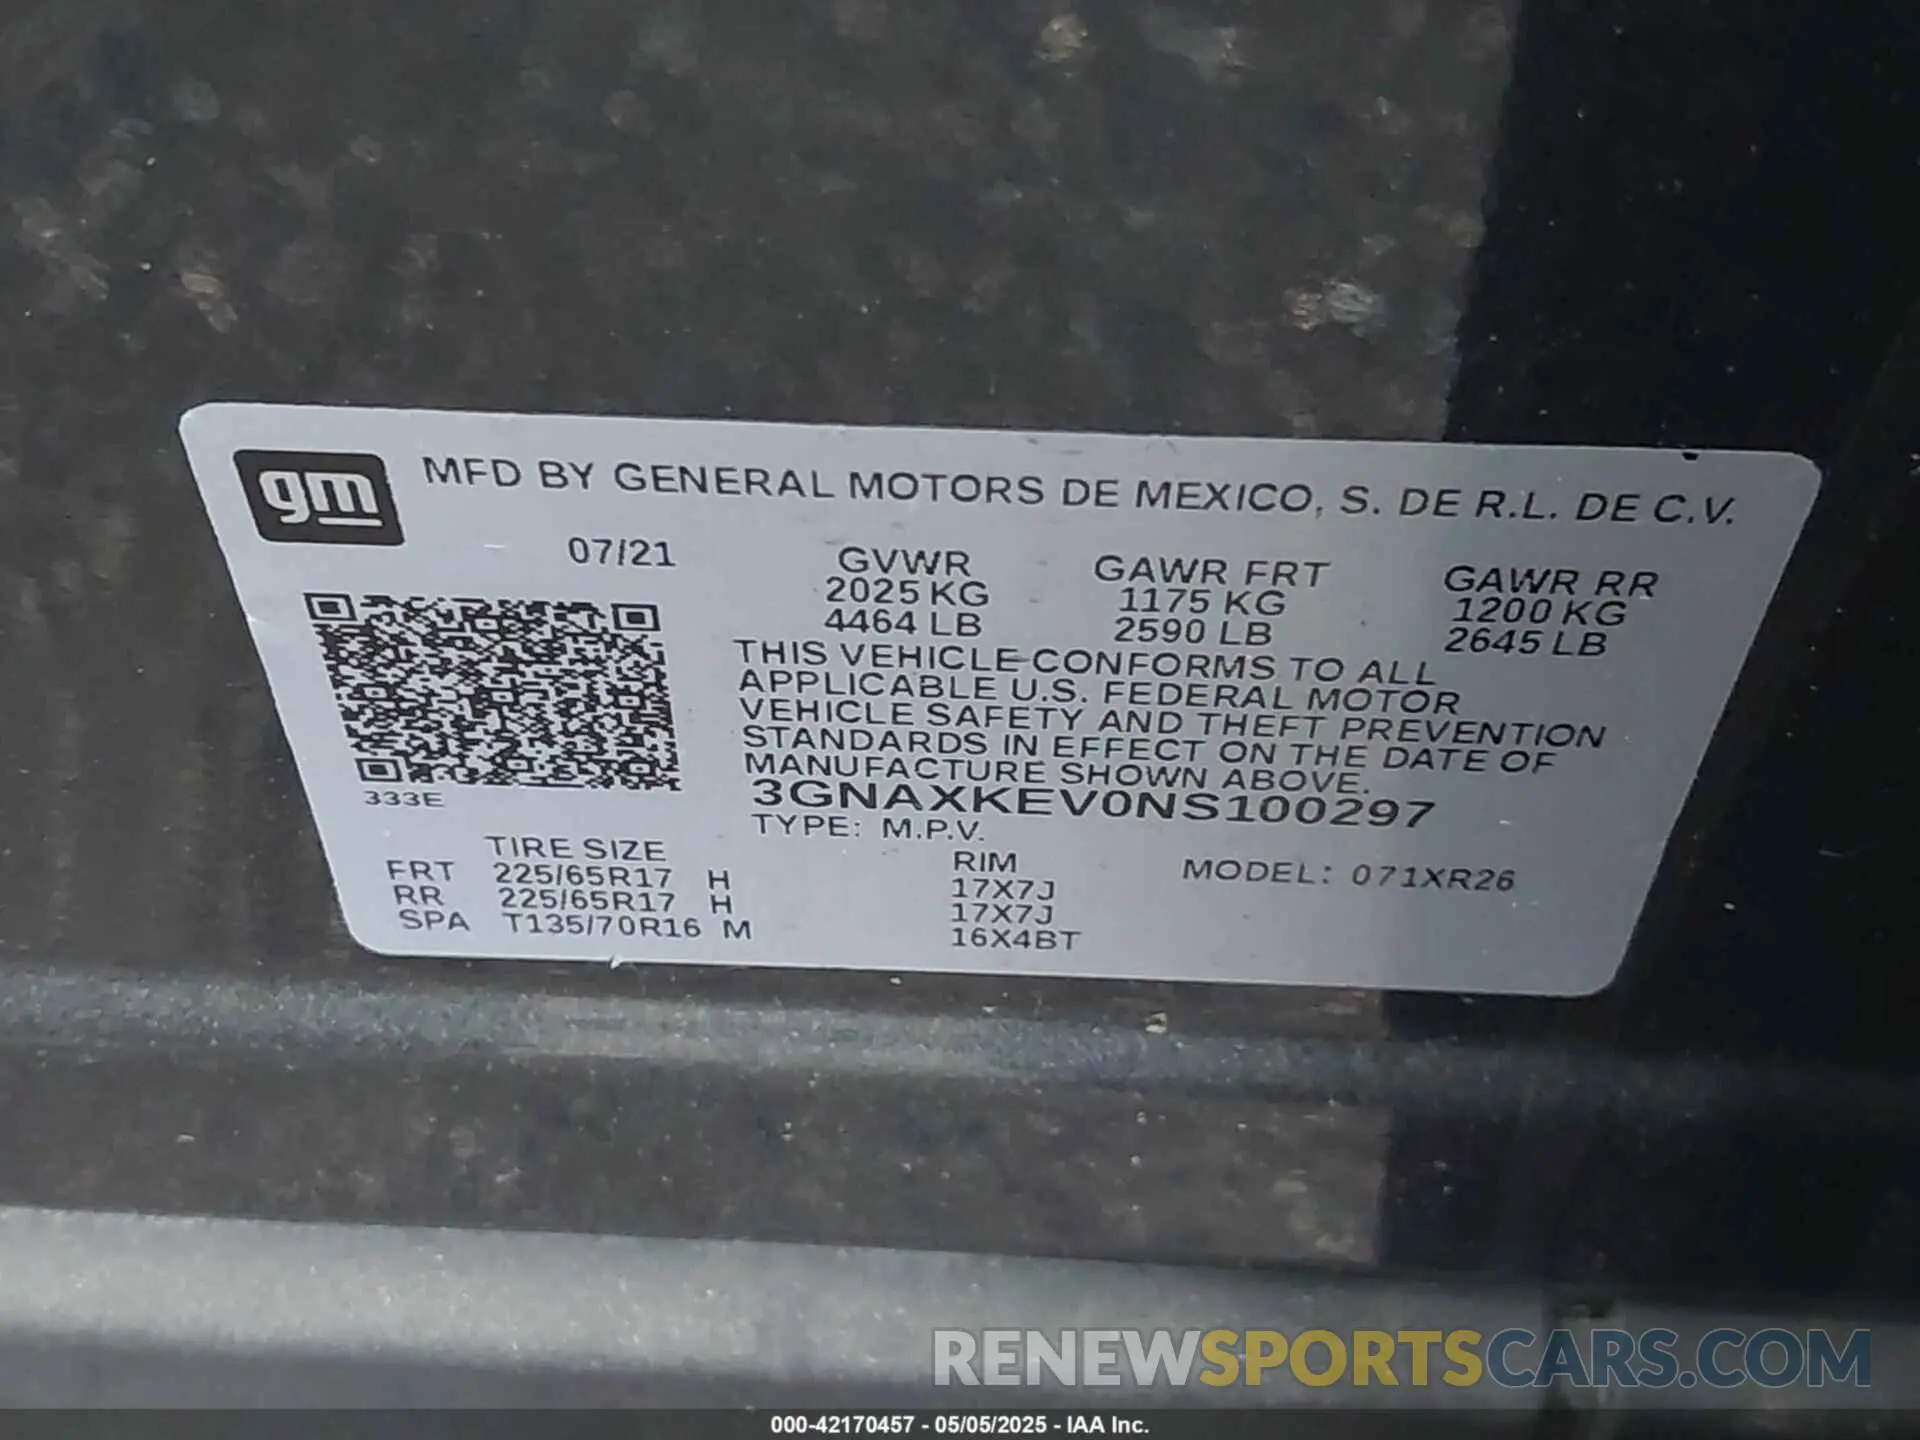 gm
MFD BY GENERAL MOTORS DE MEXICO, S. DE R.L. DE C.V.
07/21
GVWR
2025 KG
4464 LB
GAWR FRT
1175 KG
2590 LB
GAWR RR
1200 KG
2645 LB
THIS VEHICLE CONFORMS TO ALL
APPLICABLE U.S. FEDERAL MOTOR
VEHICLE SAFETY AND THEFT PREVENTION
STANDARDS IN EFFECT ON THE DATE OF
MANUFACTURE SHOWN ABOVE.
333E
3GNAXKEV0NS100297
TYPE: M.P.V.
MODEL: 071XR26
TIRE SIZE RIM
FRT 225/65R17 H 17X7J
RR 225/65R17 H 17X7J
SPA T135/70R16 M 16X4BT
RENEWSPORTSCARS.COM
000-42170457 - 05/05/2025 - IAA Inc.